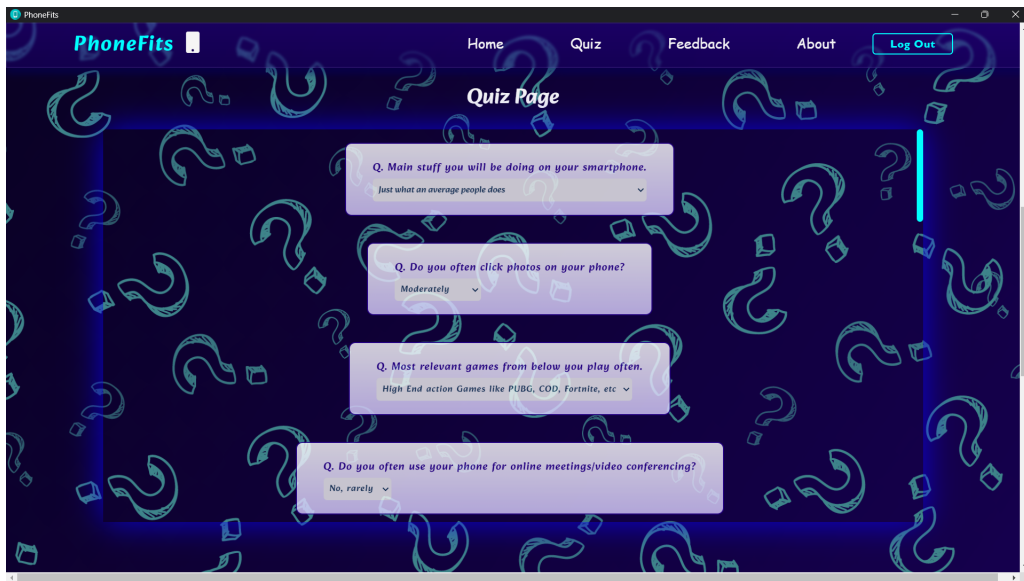 PhoneFits
PhoneFits
Home Quiz Feedback About Log Out
Quiz Page
Q. Main stuff you will be doing on your smartphone.
Just what an average people does
Q. Do you often click photos on your phone?
Moderately
Q. Most relevant games from below you play often.
High End action Games like PUBG, COD, Fortnite, etc
Q. Do you often use your phone for online meetings/video conferencing?
No, rarely